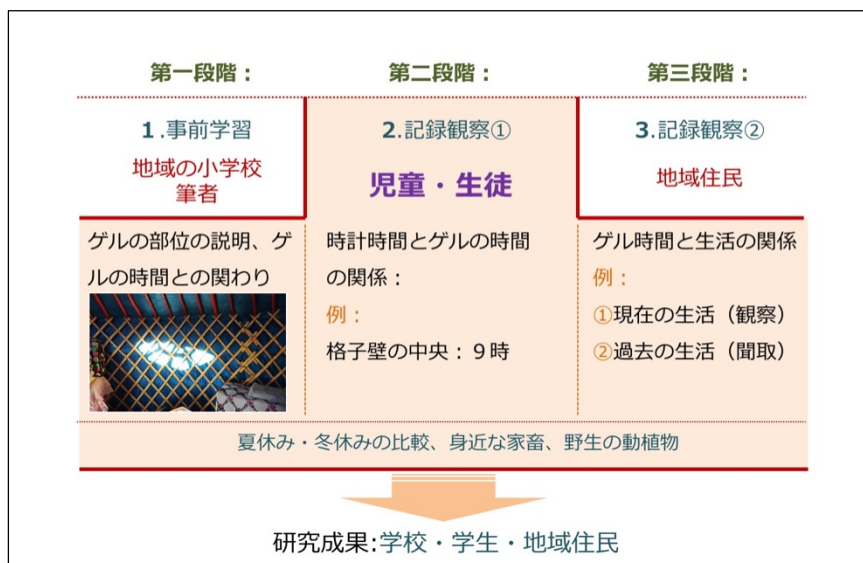 第一段階：
第二段階：
第三段階：
1.事前学習
地域の小学校
筆者
2.記録観察①
児童・生徒
3.記録観察②
地域住民
ゲルの部位の説明、ゲ
ルの時間との関わり
時計時間とゲルの時間
の関係：
例：
格子壁の中央：９時
ゲル時間と生活の関係
例：
①現在の生活（観察）
②過去の生活（聞取）
夏休み・冬休みの比較、身近な家畜、野生の動植物
研究成果:学校・学生・地域住民